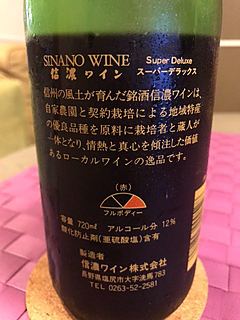 SINANO WINE Super Deluxe
信濃ワイン スーパーデラックス
信州の風土が育んだ銘酒信濃ワインは、
自家農園と契約栽培による地域特産
の優良品種を原料に栽培者と蔵人が
一体となり、情熱と真心を傾注した価値
あるローカルワインの逸品です。
(赤)
フルボディー
容量 720ml アルコール分 12%
酸化防止剤(亜硫酸塩)含有
製造者
信濃ワイン株式会社
長野県塩尻市大字洗馬783
TEL 0263-52-2581